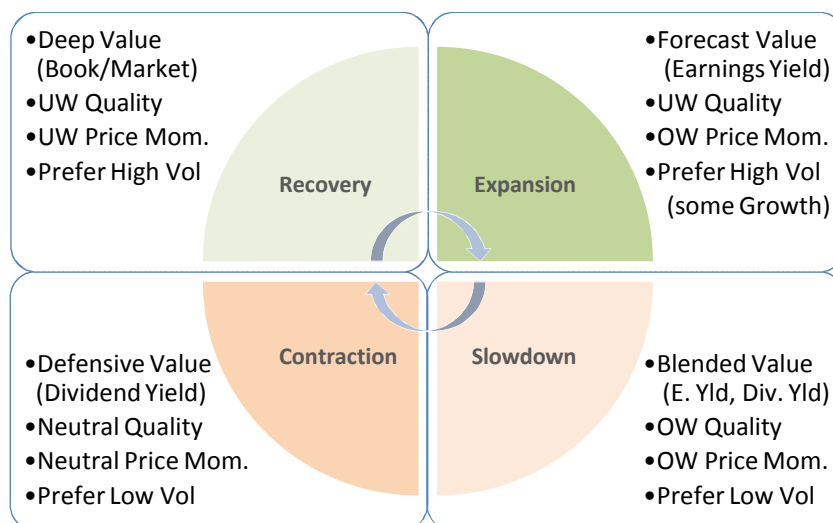 •Deep Value
(Book/Market)
•UW Quality
•UW Price Mom.
•Prefer High Vol
Recovery
Expansion
•Forecast Value
(Earnings Yield)
•UW Quality
•OW Price Mom.
•Prefer High Vol
(some Growth)
•Defensive Value
(Dividend Yield)
•Neutral Quality
•Neutral Price Mom.
•Prefer Low Vol
Contraction
Slowdown
•Blended Value
(E. Yld, Div. Yld)
•OW Quality
•OW Price Mom.
•Prefer Low Vol